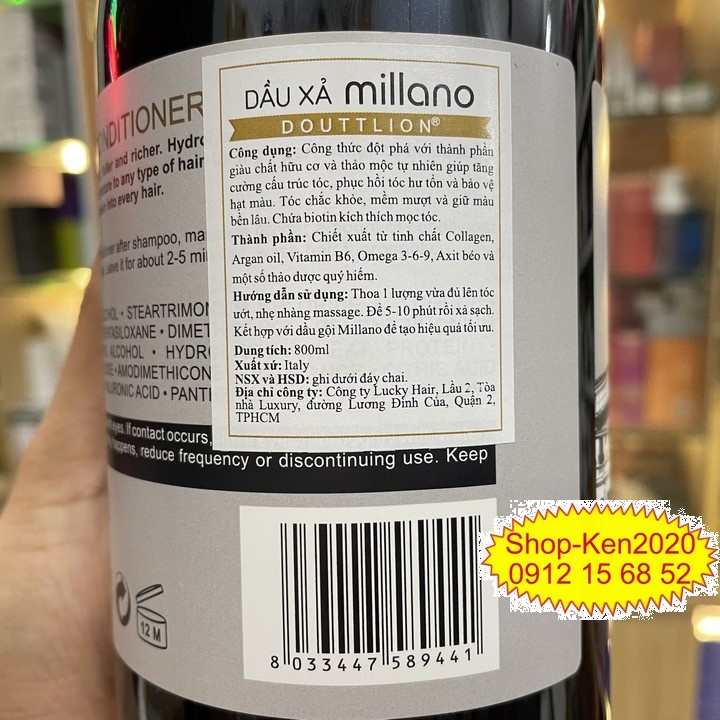 DẦU XẢ millano
DOUTTLION®
Công dụng: Công thức đột phá với thành phần
giàu chất hữu cơ và thảo mộc tự nhiên giúp tăng
cường cấu trúc tóc, phục hồi tóc hư tổn và bảo vệ
hạt màu. Tóc chắc khỏe, mềm mượt và giữ màu
bền lâu. Chứa biotin kích thích mọc tóc.
Thành phần: Chiết xuất từ tinh chất Collagen,
Argan oil, Vitamin B6, Omega 3-6-9, Axit béo và
một số thảo dược quý hiếm.
Hướng dẫn sử dụng: Thoa 1 lượng vừa đủ lên tóc
ướt, nhẹ nhàng massage. Để 5-10 phút rồi xả sạch.
Kết hợp với dầu gội Millano để tạo hiệu quả tối ưu.
Dung tích: 800ml
Xuất xứ: Italy
NSX và HSD: ghi dưới đáy chai.
Địa chỉ công ty: Công ty Lucky Hair, Lầu 2, Tòa
nhà Luxury, đường Lương Đình Của, Quận 2,
TPHCM
NDITIONER
and richer. Hydro
to any type of hair
into every hair.
after shampoo, ma
leave it for about 2-5 mi
OHOL • STEARTRIMON
ENTASILOXANE • DIMET
ALCOHOL • HYDRO
• AMODIMETHICON
LURONIC ACID • PANT
eyes. If contact occurs,
happens, reduce frequency or discontinuing use. Keep
12 M
8 033447 589441
Shop-Ken2020
0912 15 68 52